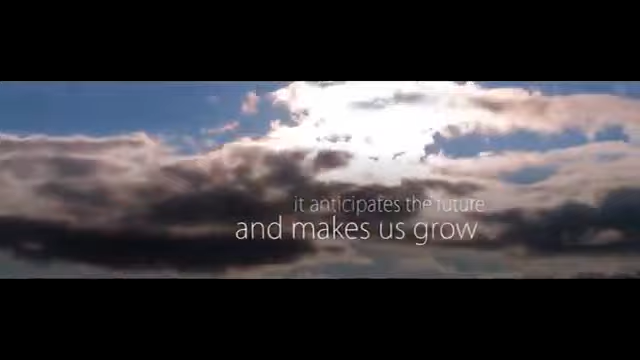 it anticipates the future
and makes us grow